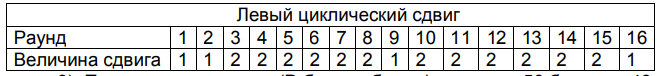 Левый циклический сдвиг
Раунд 1 2 3 4 5 6 7 8 9 10 11 12 13 14 15 16
Величина сдвига 1 1 2 2 2 2 2 2 1 2 2 2 2 2 2 1